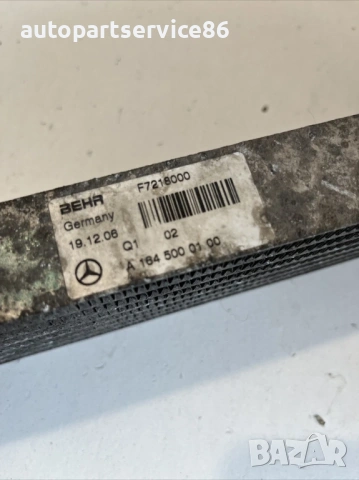 autopartservice86
BEHR
F7216000
Germany
19.12.06
Q1
02
A 164 500 01 00
BAZAR